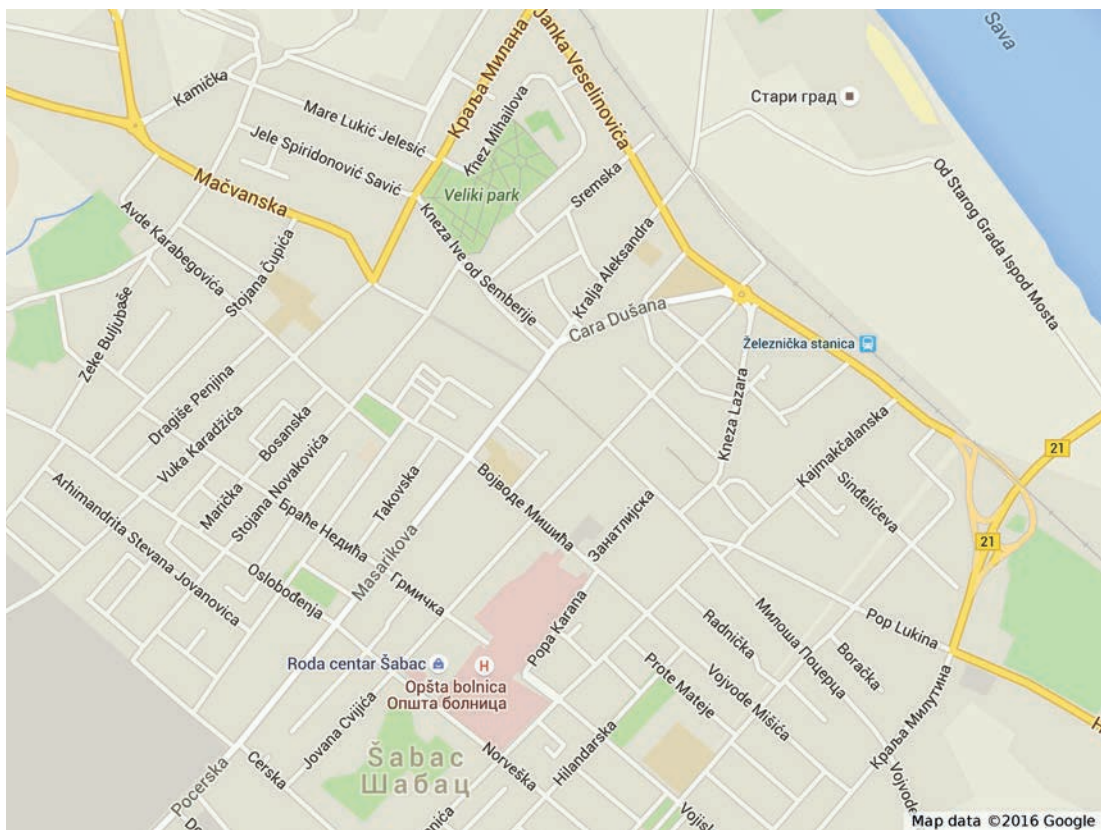 Sava
Janka Veselinovića
Краља Милана
Kamička
Стари град
Mare Lukić Jelesić
Knez Mihailova
Jele Spiridonović Savić
Veliki park
Sremska
Od Starog Grada Ispod Mosta
Mačvanska
Avde Karabegovića
Stojana Čupića
Kneza Ive od Semberije
Kralja Aleksandra
Cara Dušana
Zeke Buljubaše
Železnička stanica
Dragiše Penjina
Kneza Lazara
Vuka Karadžića
Bosanska
Kajmakčalanska
21
Marička
Stojana Novakovića
Takovska
Војводе Мишића
Sinđelićeva
Arhimandrita Stevana Jovanovica
Браће Недића
Занатлијска
21
Masarikova
Oslobođenja
Грмичка
Popa Karana
Radnička
Милоша Поцерца
Pop Lukina
Boračka
Roda centar Šabac
H
Opšta bolnica
Општа болница
Prote Mateje
Vojvode Mišića
Краља Милутина
Jovana Cvijića
Šabac
Шабац
Norveška
Hilandarska
Cerska
Pocerska
Vojvode
Map data ©2016 Google